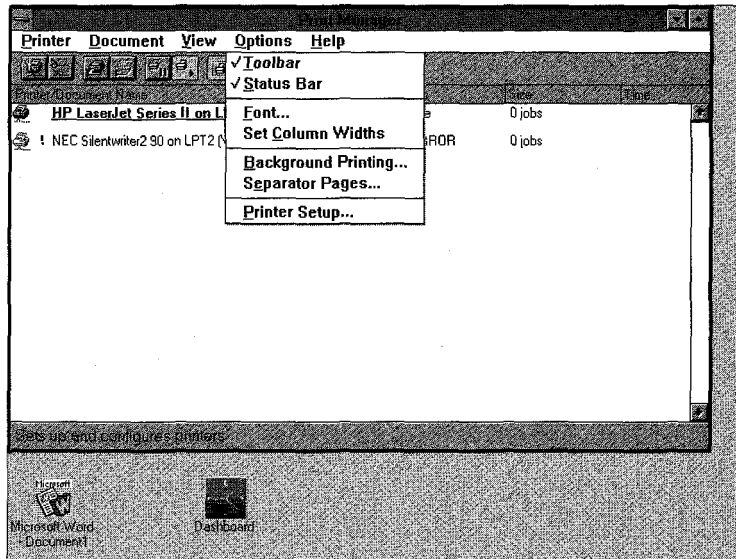 Print Manager
Printer Document View Options Help
✓ Toolbar
✓ Status Bar
Printer/Document Name Size Time
HP LaserJet Series II on L 0 jobs
Font...
Set Column Widths
! NEC Silentwriter2 90 on LPT2 ROR 0 jobs
Background Printing...
Separator Pages...
Printer Setup...
Sets up and configures printers
Microsoft
Microsoft Word
- Document1
Dashboard